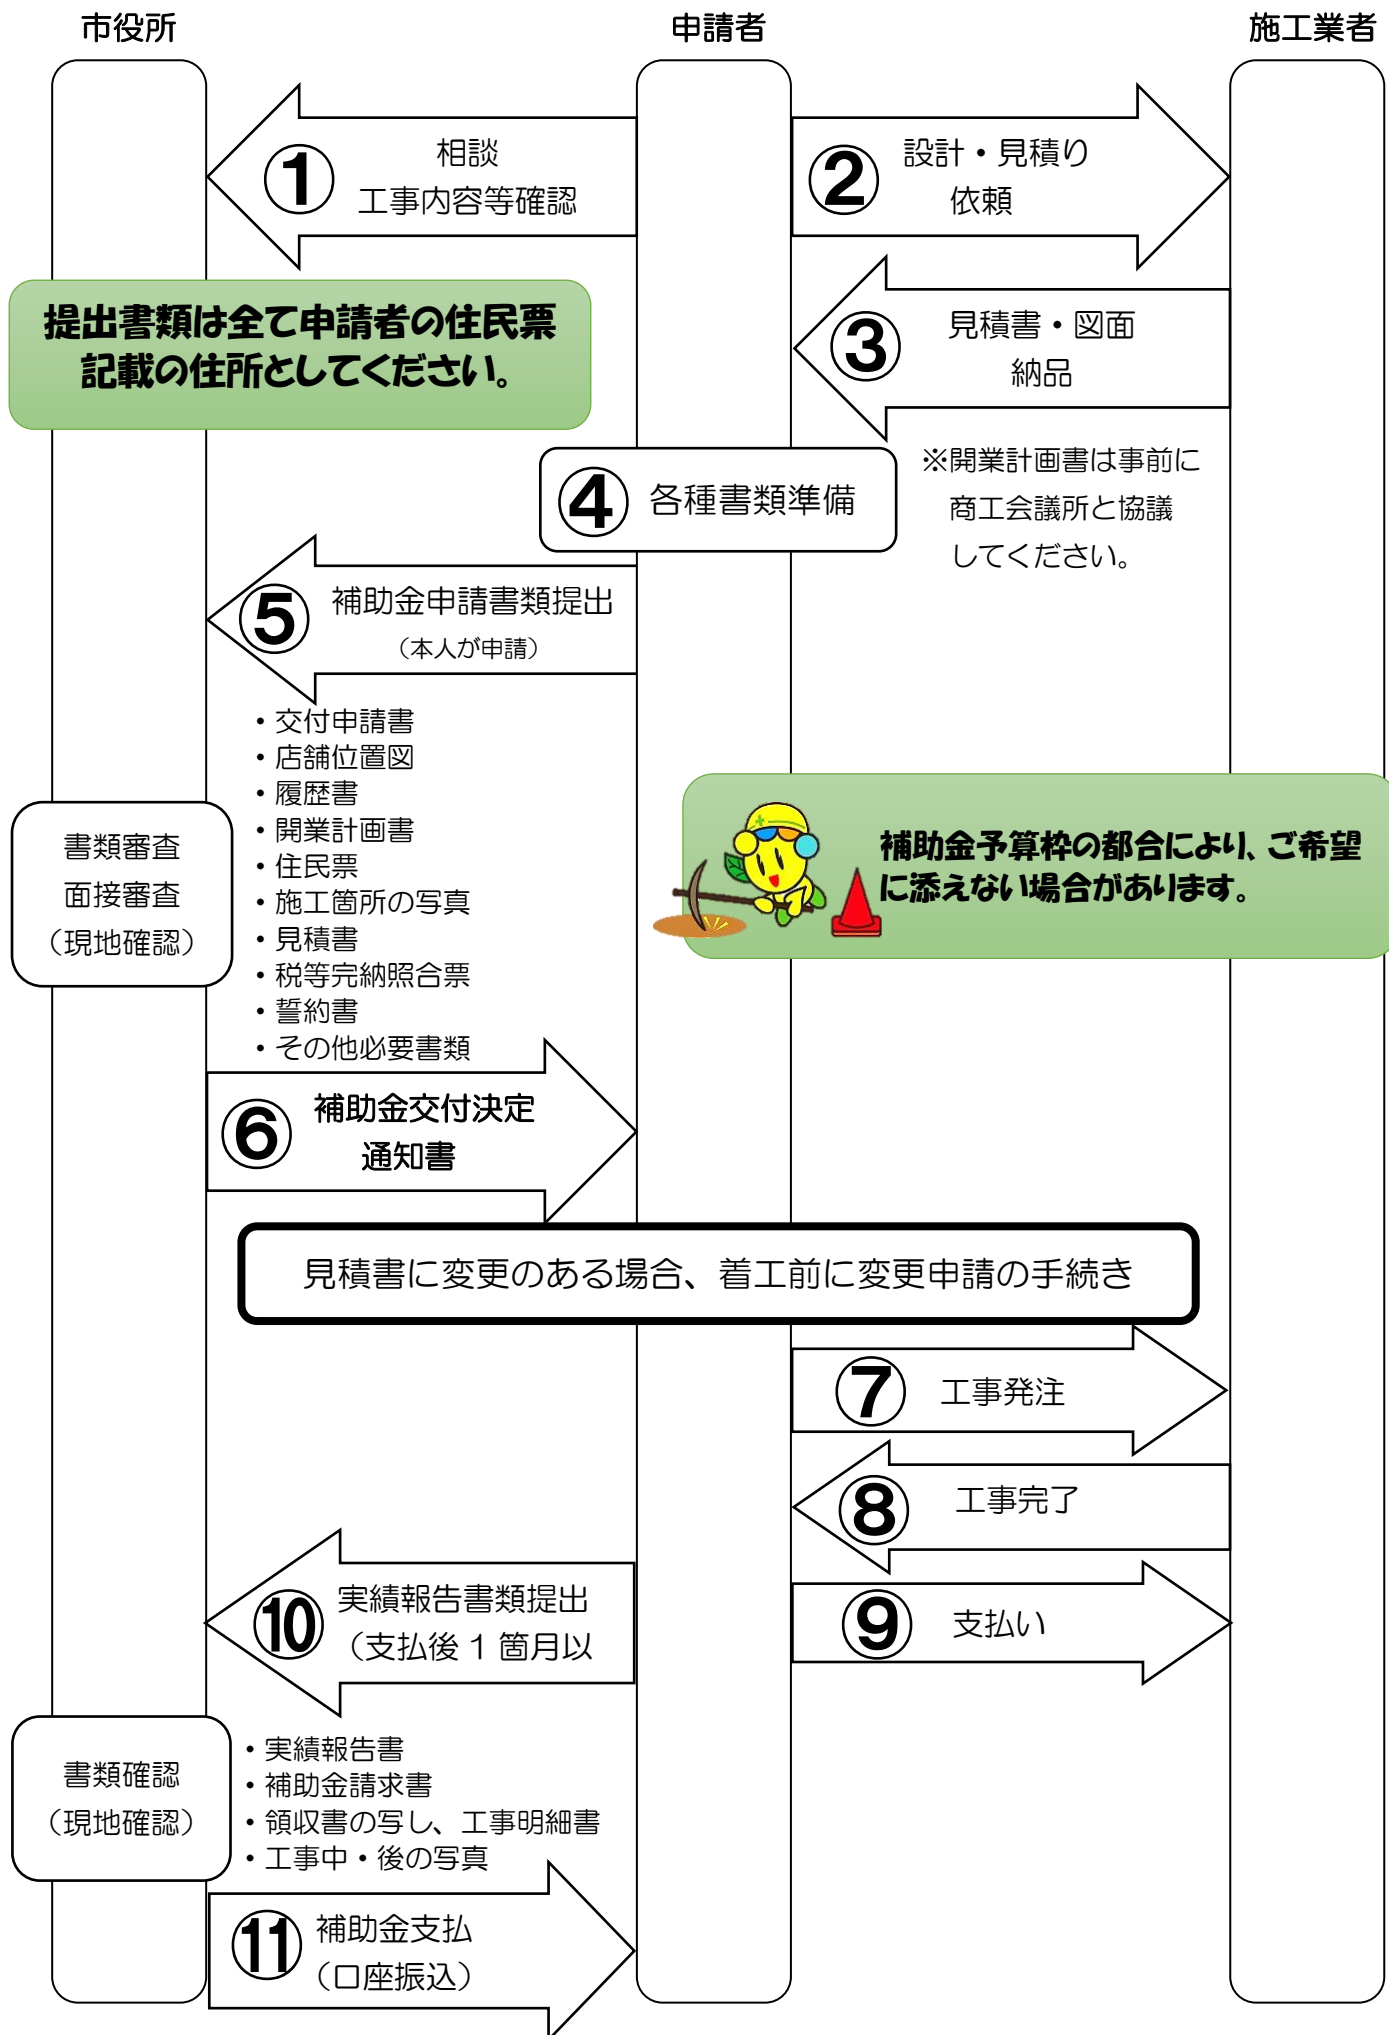 市役所
申請者
施工業者
①
相談
工事内容等確認
②
設計・見積り
依頼
提出書類は全て申請者の住民票
記載の住所としてください。
③
見積書・図面
納品
※開業計画書は事前に
商工会議所と協議
してください。
④
各種書類準備
⑤
補助金申請書類提出
（本人が申請）
・交付申請書
・店舗位置図
・履歴書
・開業計画書
・住民票
・施工箇所の写真
・見積書
・税等完納照合票
・誓約書
・その他必要書類
書類審査
面接審査
（現地確認）
補助金予算枠の都合により、ご希望
に添えない場合があります。
⑥
補助金交付決定
通知書
見積書に変更のある場合、着工前に変更申請の手続き
⑦
工事発注
⑧
工事完了
⑨
支払い
⑩
実績報告書類提出
（支払後１箇月以
・実績報告書
・補助金請求書
・領収書の写し、工事明細書
・工事中・後の写真
書類確認
（現地確認）
⑪
補助金支払
（口座振込）